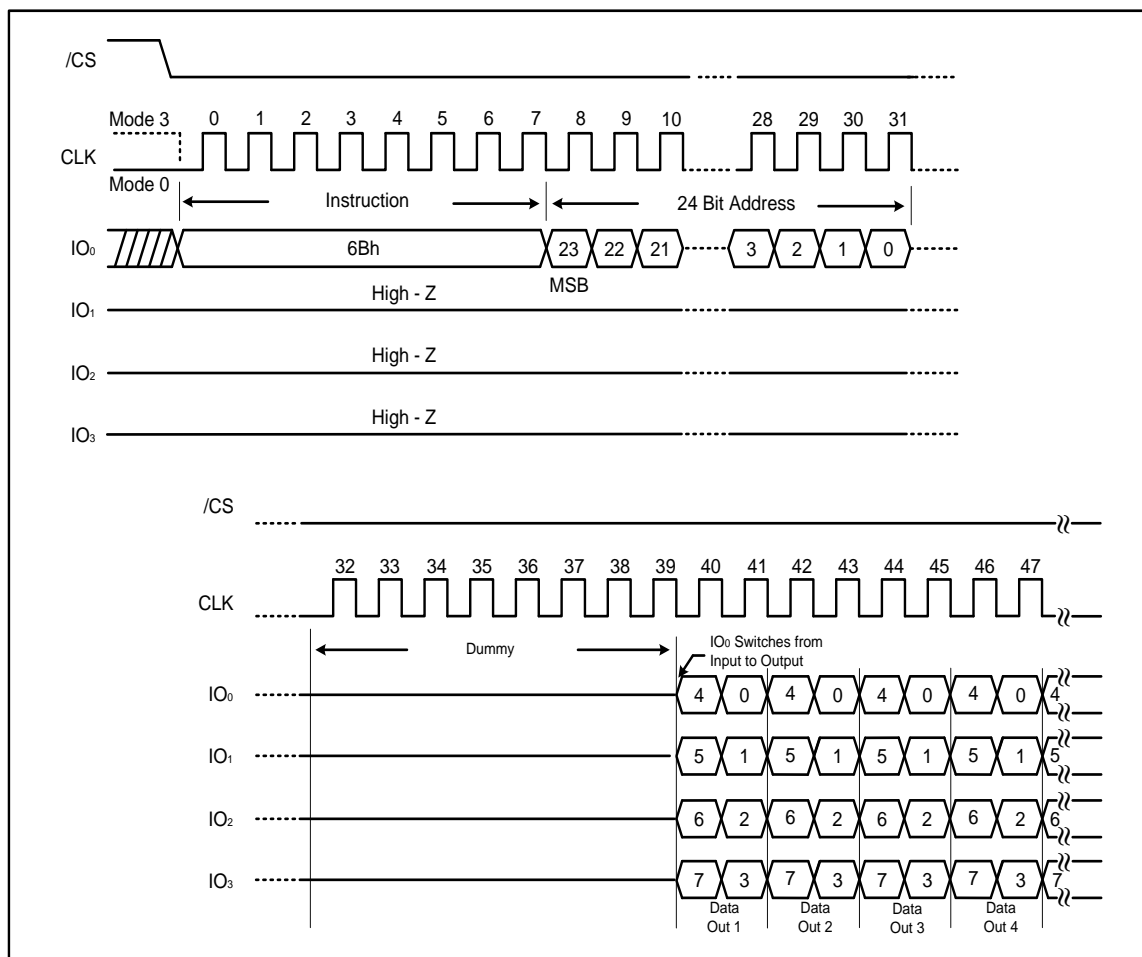 /CS
Mode 3 0 1 2 3 4 5 6 7 8 9 10 28 29 30 31
CLK
Mode 0
Instruction 24 Bit Address
IO0 6Bh 23 22 21 3 2 1 0
MSB
High - Z
IO1
High - Z
IO2
High - Z
IO3
/CS
32 33 34 35 36 37 38 39 40 41 42 43 44 45 46 47
CLK
Dummy
IO0 Switches from
Input to Output
IO0 4 0 4 0 4 0 4 0 4
IO1 5 1 5 1 5 1 5 1 5
IO2 6 2 6 2 6 2 6 2 6
IO3 7 3 7 3 7 3 7 3 7
Data Data Data Data
Out 1 Out 2 Out 3 Out 4